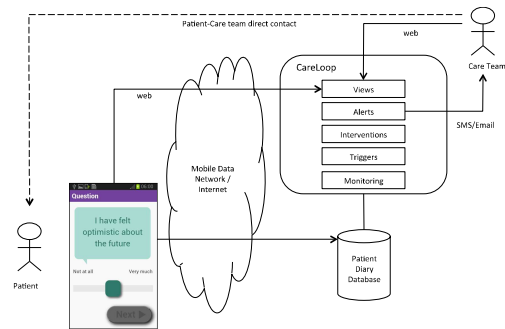 Patient-Care team direct contact
web
Care Team
CareLoop
Views
Alerts
Interventions
Triggers
Monitoring
SMS/Email
web
Mobile Data
Network /
Internet
06:00
Question
I have felt
optimistic about
the future
Not at all
Very much
Next
Patient
Patient
Diary
Database